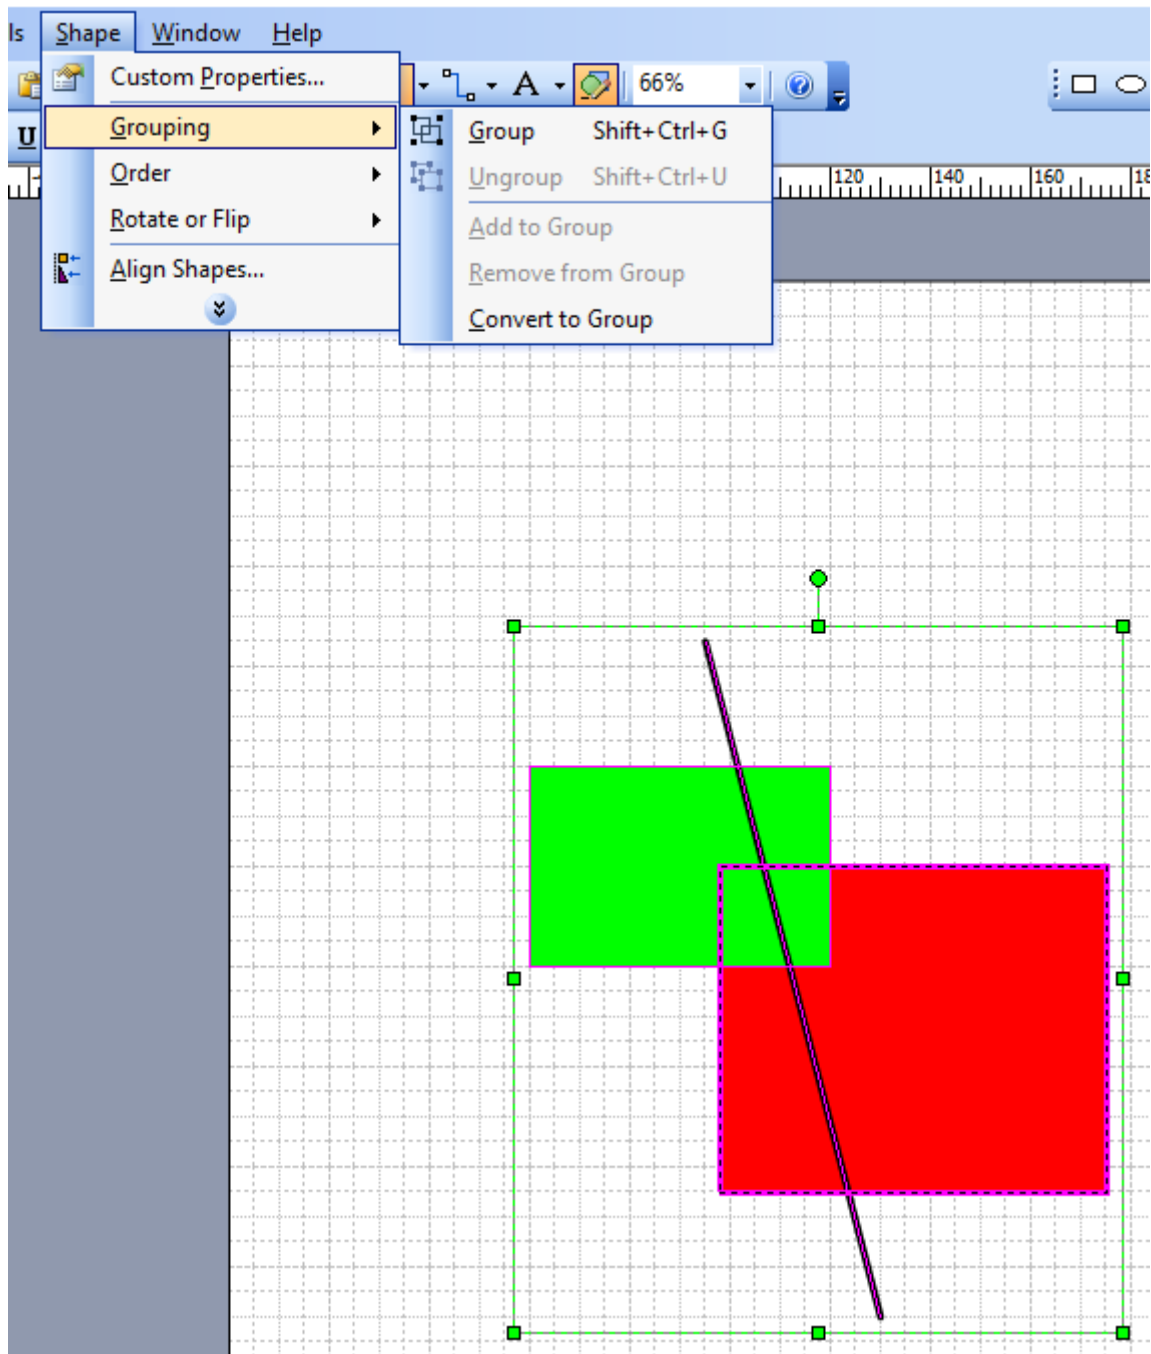 ls Shape Window Help
Custom Properties...
A 66%
U
Grouping
Group Shift+Ctrl+G
Order
Ungroup Shift+Ctrl+U
120 140 160 18
Rotate or Flip
Add to Group
Align Shapes...
Remove from Group
Convert to Group